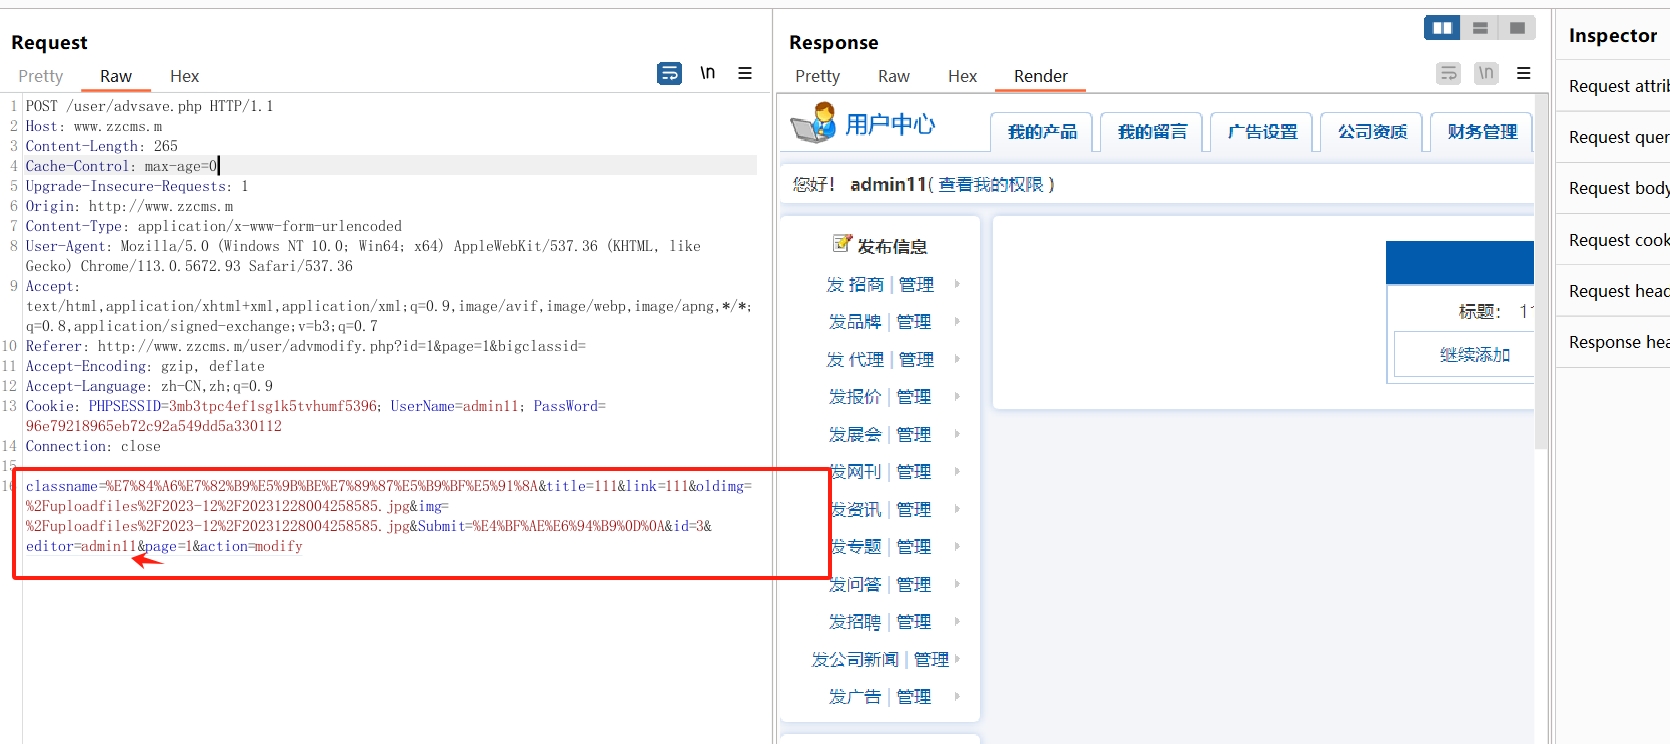 Request
Pretty Raw Hex
\n
1 POST /user/advsave.php HTTP/1.1
2 Host: www.zzcms.m
3 Content-Length: 265
4 Cache-Control: max-age=0
5 Upgrade-Insecure-Requests: 1
6 Origin: http://www.zzcms.m
7 Content-Type: application/x-www-form-urlencoded
8 User-Agent: Mozilla/5.0 (Windows NT 10.0; Win64; x64) AppleWebKit/537.36 (KHTML, like
Gecko) Chrome/113.0.5672.93 Safari/537.36
9 Accept:
text/html,application/xhtml+xml,application/xml;q=0.9,image/avif,image/webp,image/apng,*/*;
q=0.8,application/signed-exchange;v=b3;q=0.7
10 Referer: http://www.zzcms.m/user/advmodify.php?id=1&page=1&bigclassid=
11 Accept-Encoding: gzip, deflate
12 Accept-Language: zh-CN,zh;q=0.9
13 Cookie: PHPSESSID=3mb3tpc4ef1sg1k5tvhumf5396; UserName=admin11; PassWord=
96e79218965eb72c92a549dd5a330112
14 Connection: close
15
16 classname=%E7%84%A6%E7%82%B9%E5%9B%BE%E7%89%87%E5%B9%BF%E5%91%8A&title=111&link=111&oldimg=
%2Fuploadfiles%2F2023-12%2F20231228004258585.jpg&img=
%2Fuploadfiles%2F2023-12%2F20231228004258585.jpg&Submit=%E4%BF%AE%E6%94%B9%0D%0A&id=3&
editor=admin11&page=1&action=modify
Response
Pretty Raw Hex Render
\n
用户中心
我的产品 我的留言 广告设置 公司资质 财务管理
您好! admin11( 查看我的权限 )
发布信息
发 招商 | 管理
发品牌 | 管理
发 代理 | 管理
发报价 | 管理
发展会 | 管理
发网刊 | 管理
发资讯 | 管理
发专题 | 管理
发问答 | 管理
发招聘 | 管理
发公司新闻 | 管理
发广告 | 管理
标题: 11
继续添加
Inspector
Request attrib
Request quer
Request body
Request cook
Request head
Response hea